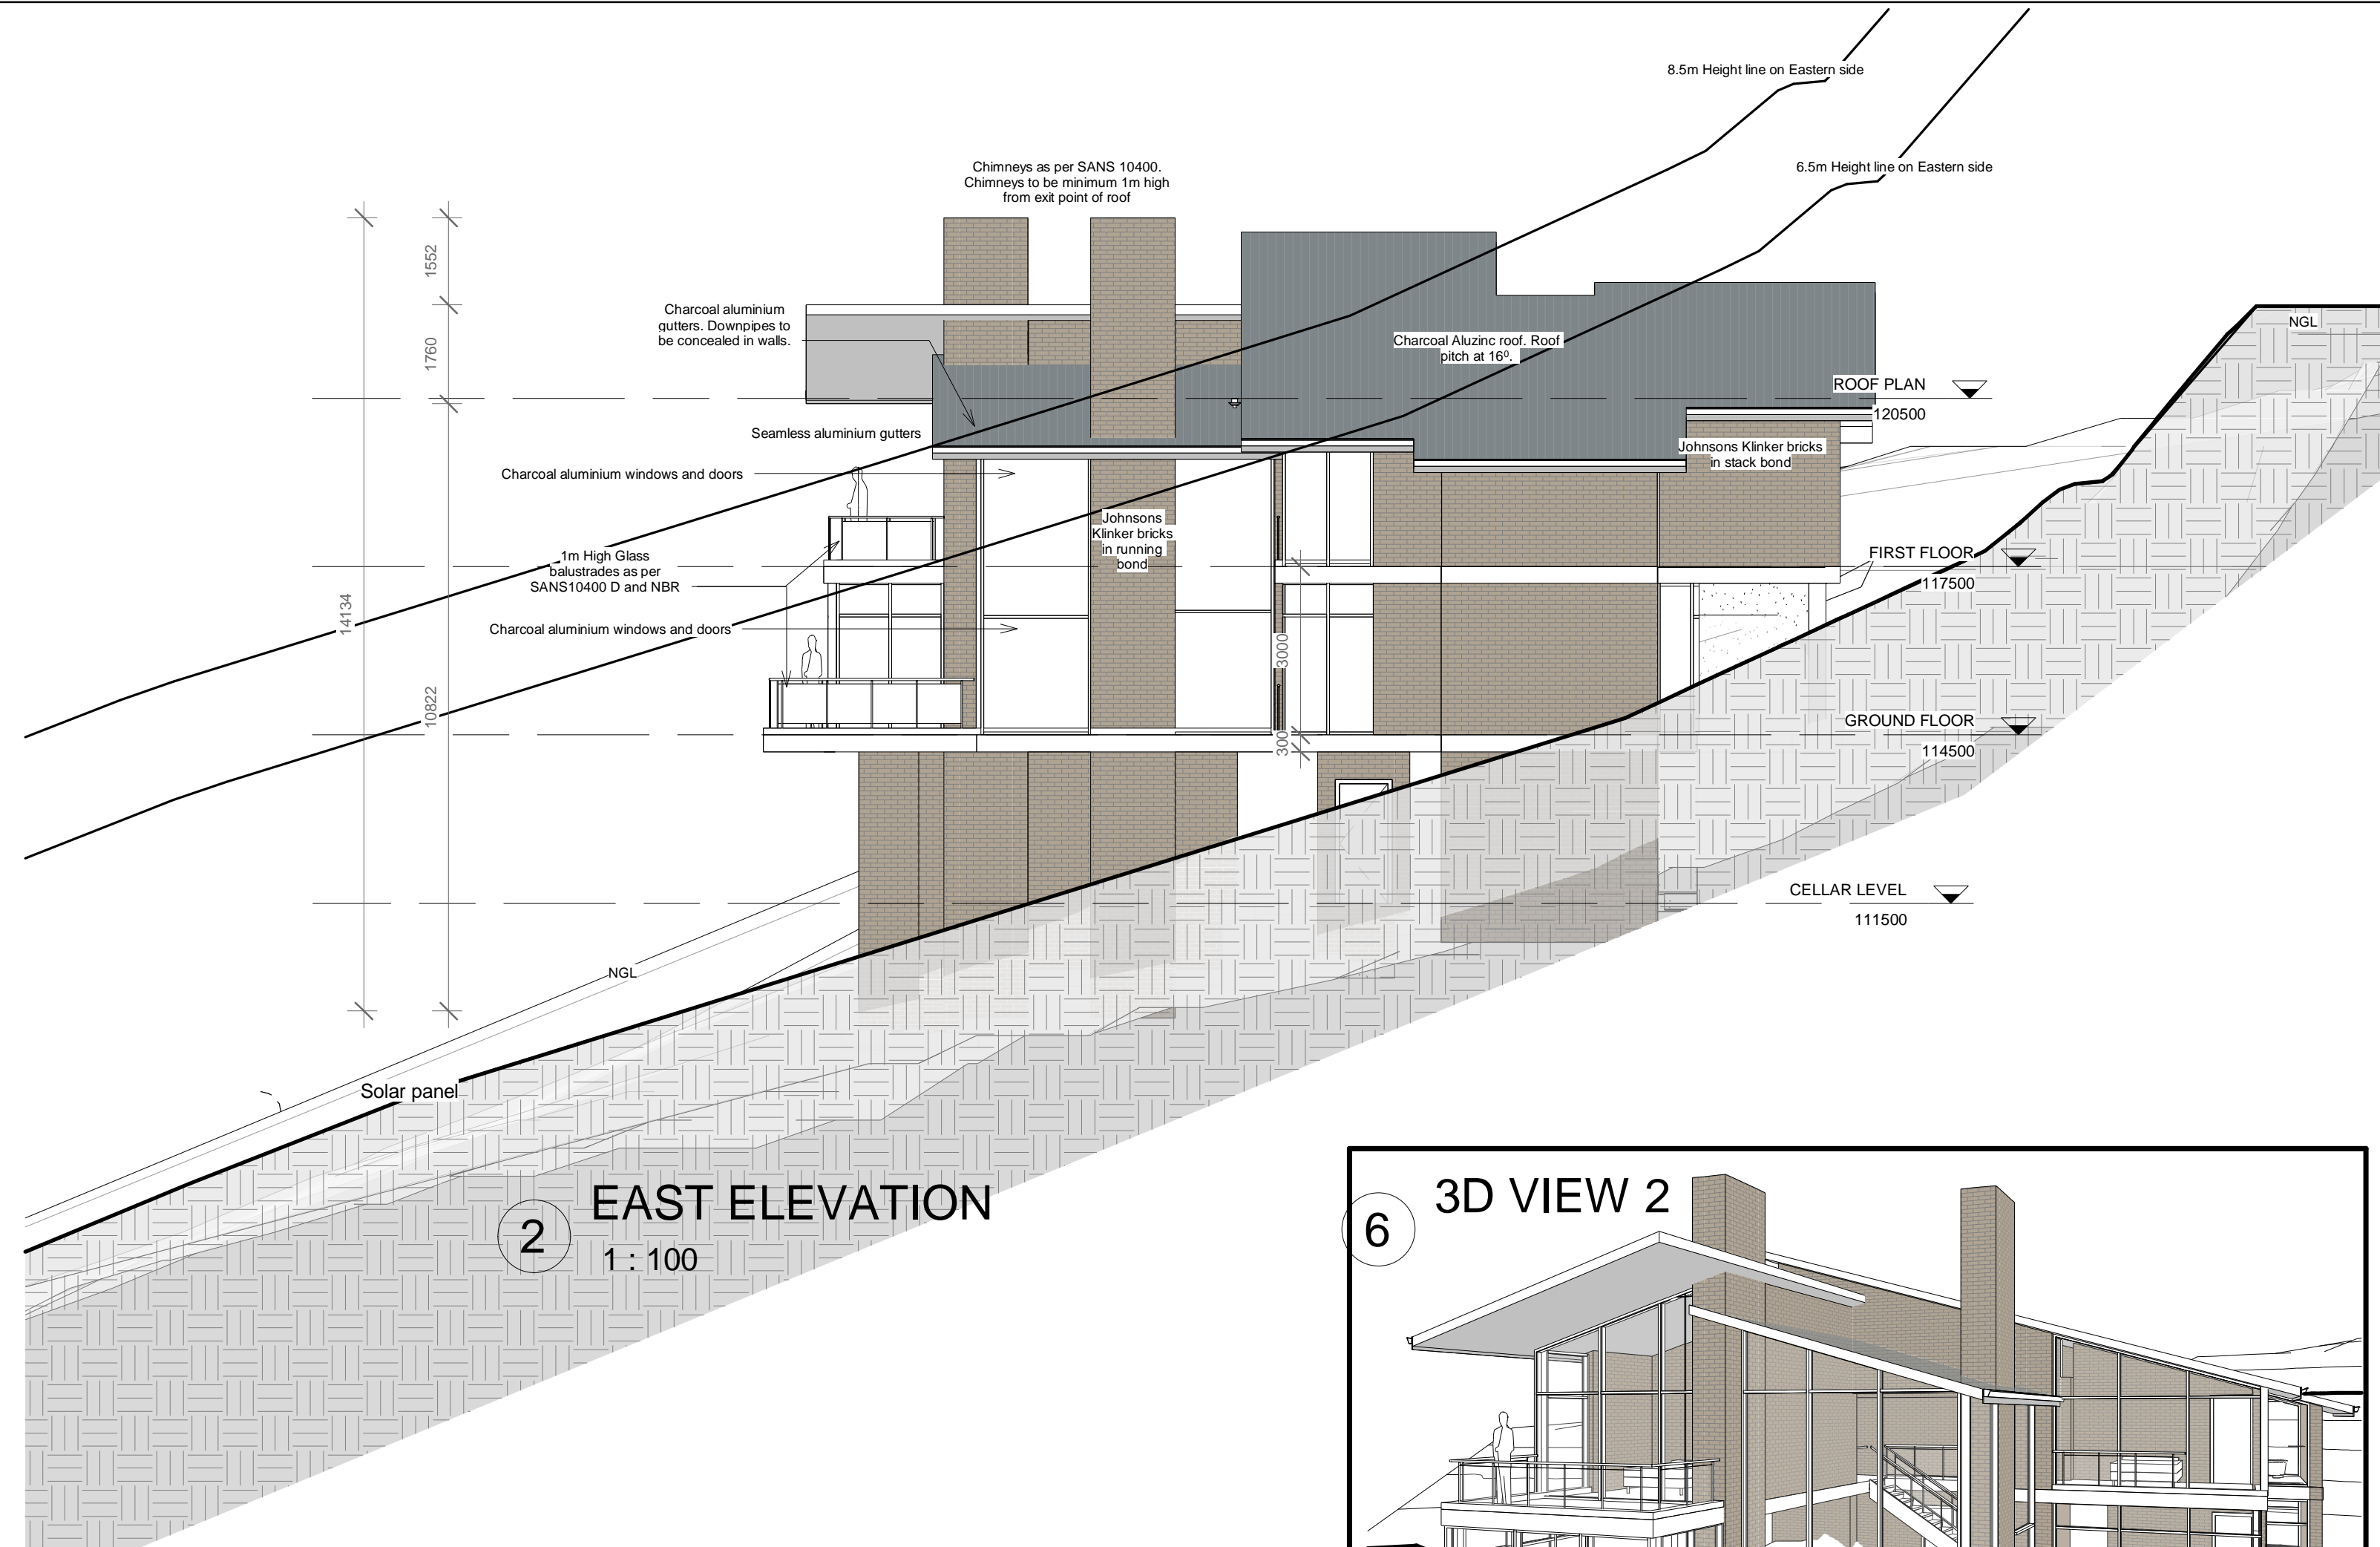 8.5m Height line on Eastern side
6.5m Height line on Eastern side
Chimneys as per SANS 10400.
Chimneys to be minimum 1m high
from exit point of roof
1552
1760
14134
10822
Charcoal aluminium
gutters. Downpipes to
be concealed in walls.
Seamless aluminium gutters
Charcoal aluminium windows and doors
1m High Glass
balustrades as per
SANS10400 D and NBR
Charcoal aluminium windows and doors
Johnsons
Klinker bricks
in running
bond
Charcoal Aluzinc roof. Roof
pitch at 16⁰.
Johnsons Klinker bricks
in stack bond
3000
300
NGL
ROOF PLAN
120500
FIRST FLOOR
117500
GROUND FLOOR
114500
CELLAR LEVEL
111500
NGL
Solar panel
2
EAST ELEVATION
1 : 100
6
3D VIEW 2